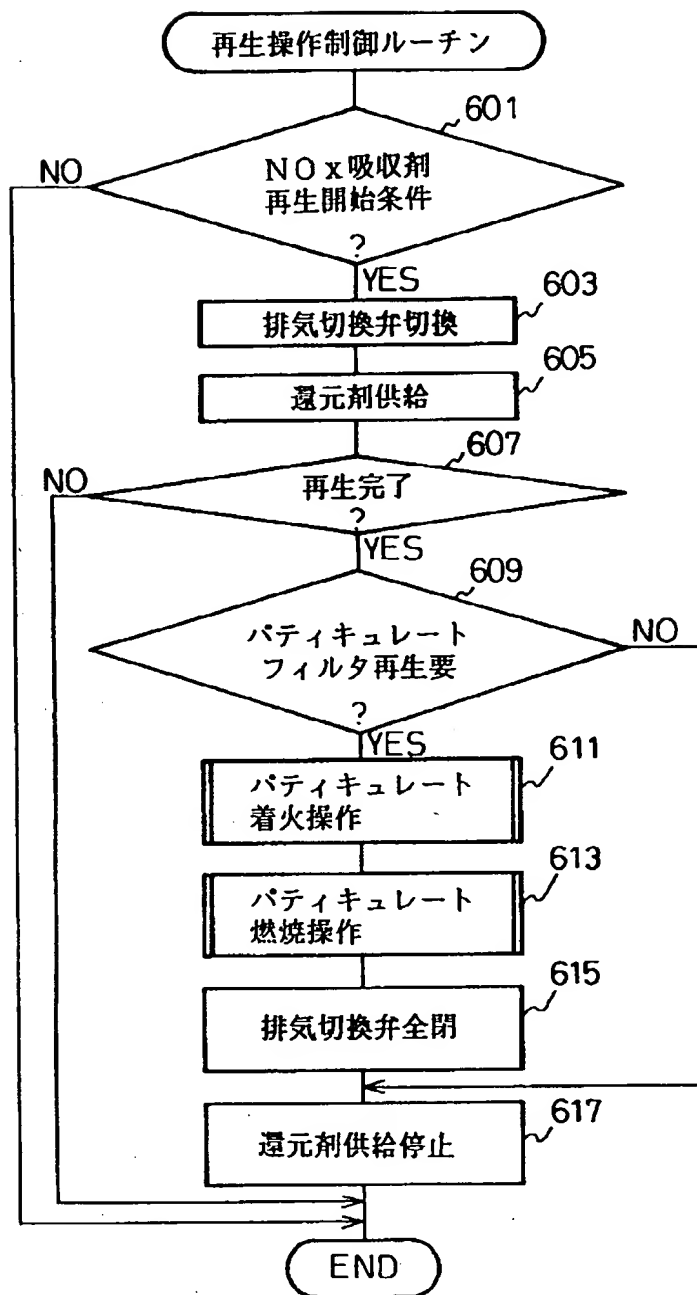 再生操作制御ルーチン
601
NO
NOx吸収剤
再生開始条件
?
YES
603
排気切換弁切換
605
還元剤供給
607
NO
再生完了
?
YES
609
パティキュレート
フィルタ再生要
NO
?
YES
611
パティキュレート
着火操作
613
パティキュレート
燃焼操作
615
排気切換弁全閉
617
還元剤供給停止
END